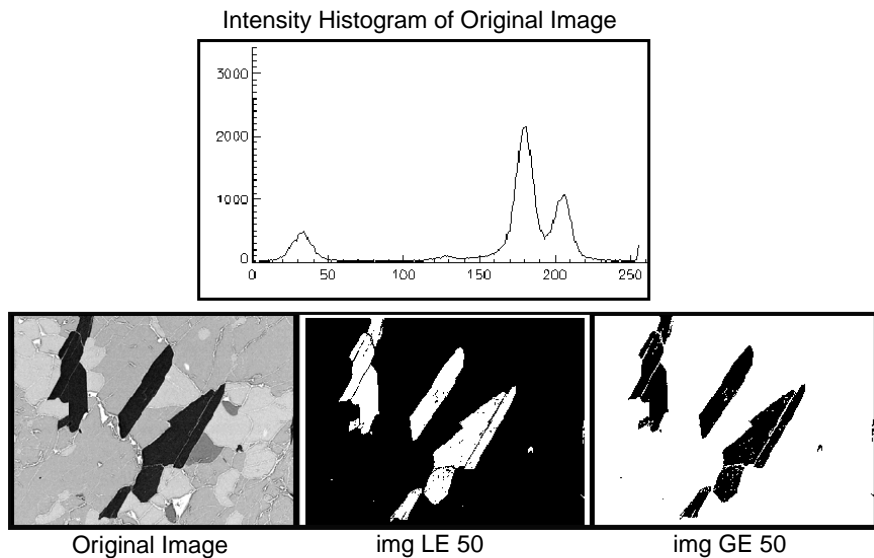 Intensity Histogram of Original Image
3000
2000
1000
0
0 50 100 150 200 250
Original Image img LE 50 img GE 50